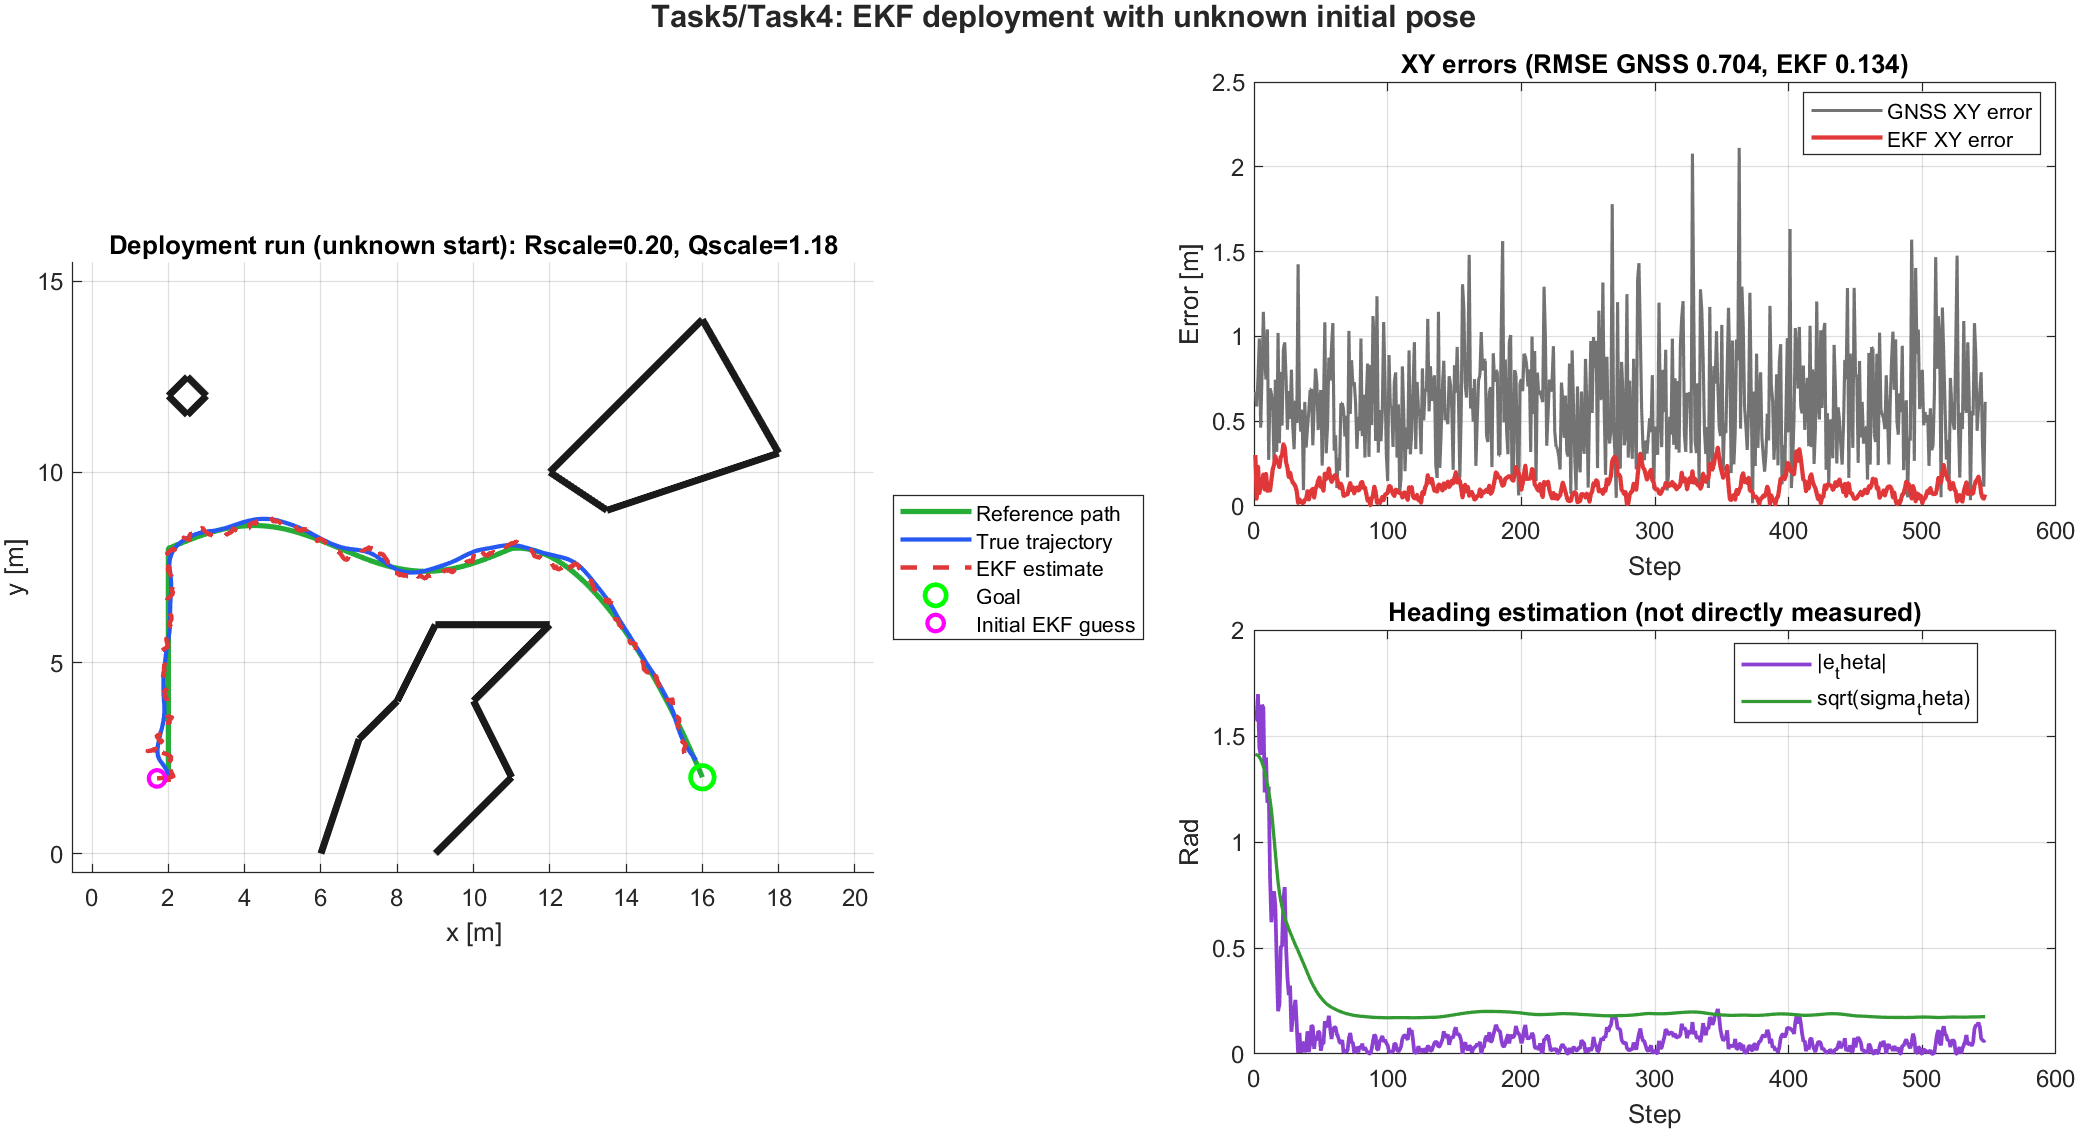 Task5/Task4: EKF deployment with unknown initial pose
Deployment run (unknown start): Rscale=0.20, Qscale=1.18
15
10
5
0
y [m]
0 2 4 6 8 10 12 14 16 18 20
x [m]
Reference path
True trajectory
EKF estimate
Goal
Initial EKF guess
XY errors (RMSE GNSS 0.704, EKF 0.134)
2.5
2
1.5
1
0.5
0
Error [m]
GNSS XY error
EKF XY error
0 100 200 300 400 500 600
Step
Heading estimation (not directly measured)
2
1.5
1
0.5
0
Rad
|e_theta|
sqrt(sigma_theta)
0 100 200 300 400 500 600
Step